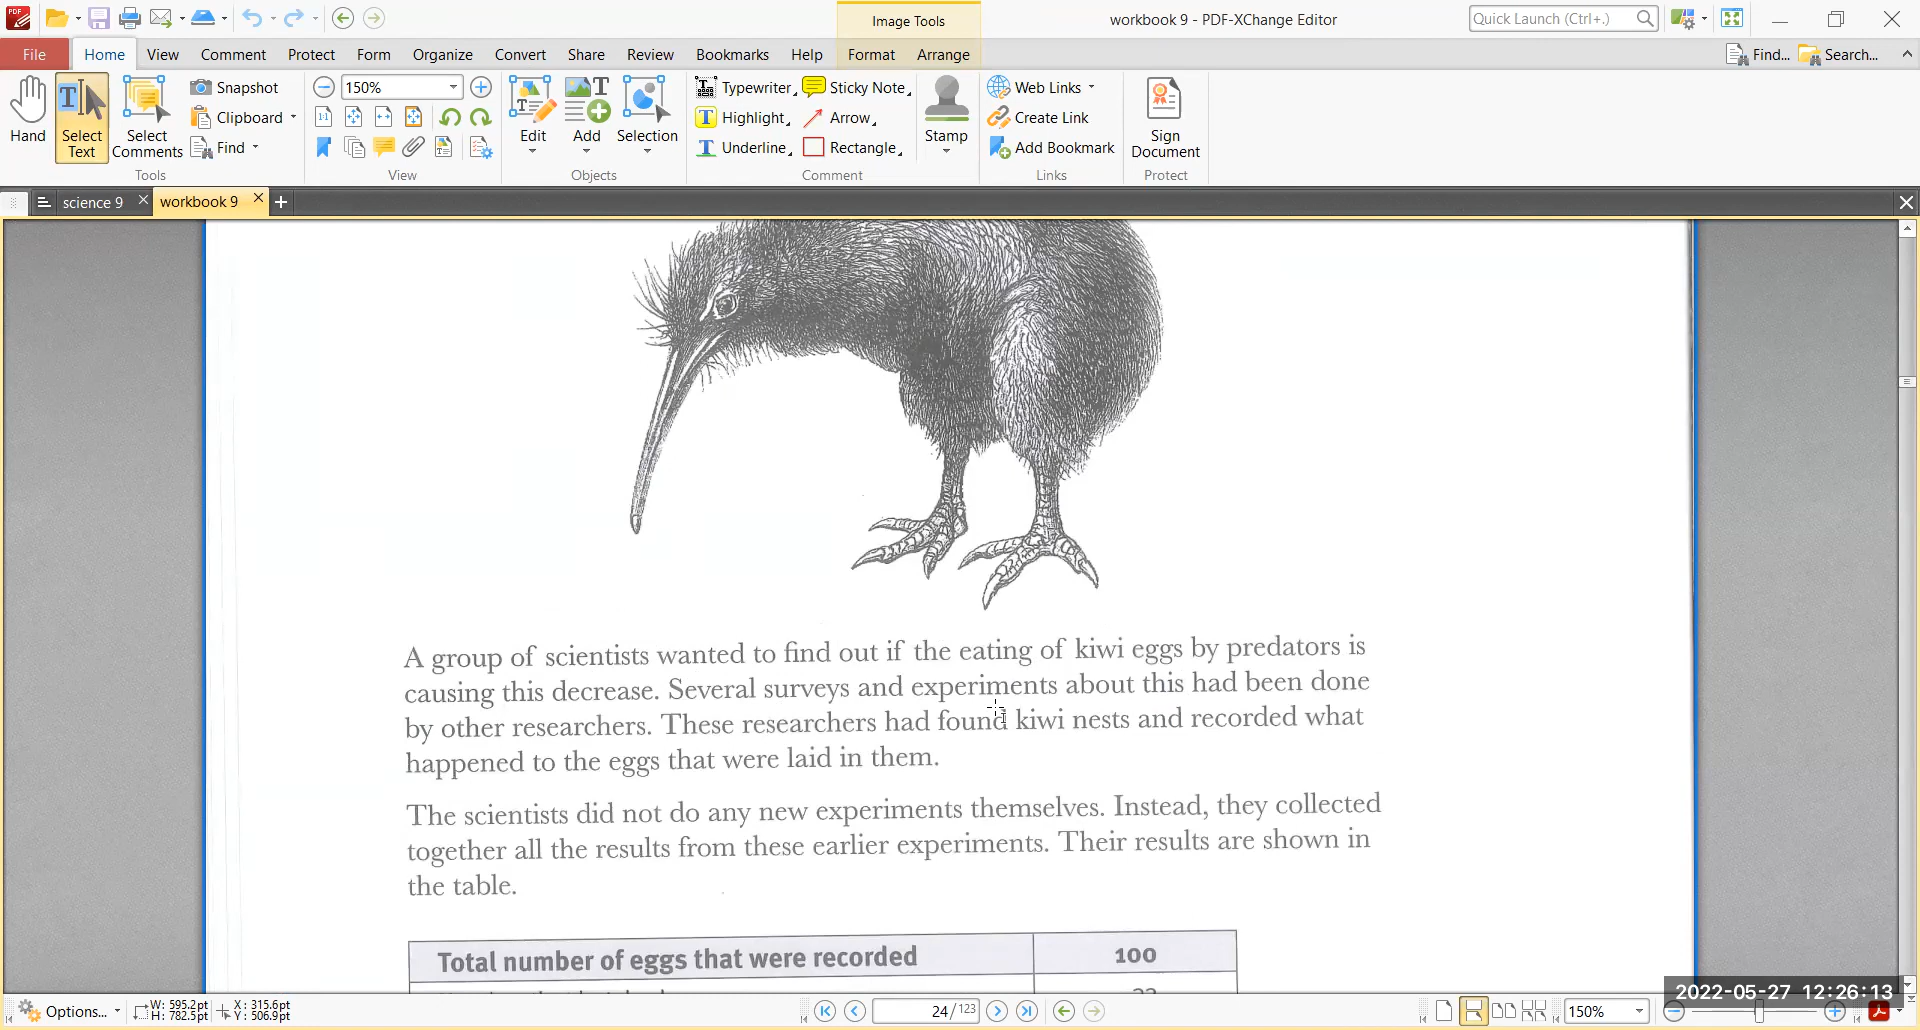 Image Tools
workbook 9 - PDF-XChange Editor
Quick Launch (Ctrl+.)
File Home View Comment Protect Form Organize Convert Share Review Bookmarks Help Format Arrange
Find... Search...
Hand
Select Text
Select Comments
Snapshot
Clipboard
Find
Tools
150%
View
Edit
Add
Selection
Objects
Typewriter
Highlight
Underline
Sticky Note
Arrow
Rectangle
Stamp
Comment
Web Links
Create Link
Add Bookmark
Links
Sign Document
Protect
science 9
workbook 9
A group of scientists wanted to find out if the eating of kiwi eggs by predators is
causing this decrease. Several surveys and experiments about this had been done
by other researchers. These researchers had found kiwi nests and recorded what
happened to the eggs that were laid in them.
The scientists did not do any new experiments themselves. Instead, they collected
together all the results from these earlier experiments. Their results are shown in
the table.
Total number of eggs that were recorded 100
2022-05-27 12:26:13
Options...
W: 595.2pt
H: 782.5pt
X: 315.6pt
Y: 506.9pt
24/123
150%